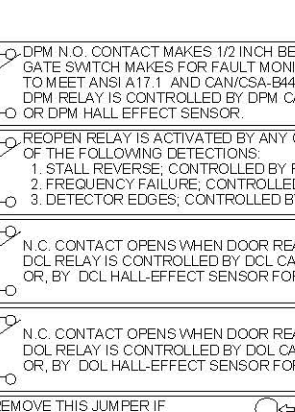 DPM N.O. CONTACT MAKES 1/2 INCH BE
GATE SWITCH MAKES FOR FAULT MONI
TO MEET ANSI A17.1 AND CAN/CSA-B44
DPM RELAY IS CONTROLLED BY DPM CA
OR DPM HALL EFFECT SENSOR.
REOPEN RELAY IS ACTIVATED BY ANY O
OF THE FOLLOWING DETECTIONS:
1. STALL REVERSE; CONTROLLED BY F
2. FREQUENCY FAILURE; CONTROLLED
3. DETECTOR EDGES; CONTROLLED B
N.C. CONTACT OPENS WHEN DOOR REA
DCL RELAY IS CONTROLLED BY DCL CA
OR, BY DCL HALL-EFFECT SENSOR FOR
N.C. CONTACT OPENS WHEN DOOR REA
DOL RELAY IS CONTROLLED BY DOL CA
OR, BY DOL HALL-EFFECT SENSOR FOR
REMOVE THIS JUMPER IF